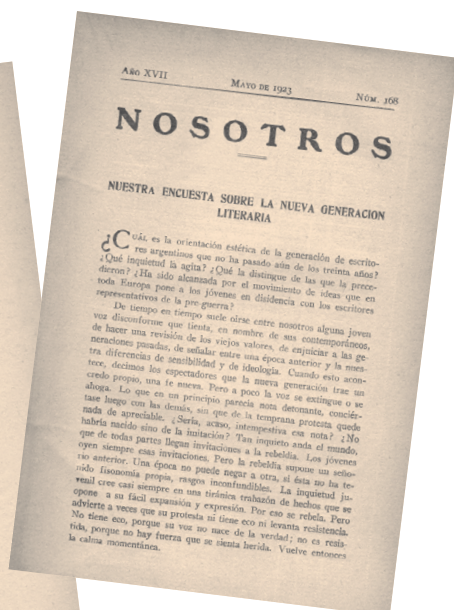 Año XVII
Mayo de 1923
Núm. 168
NOSOTROS
NUESTRA ENCUESTA SOBRE LA NUEVA GENERACION
LITERARIA
¿Cuál es la orientación estética de la generación de escrito-
res argentinos que no ha pasado aún de los treinta años?
¿Qué inquietud la agita? ¿Qué la distingue de las que la prece-
dieron? ¿Ha sido alcanzada por el movimiento de ideas que en
toda Europa pone a los jóvenes en disidencia con los escritores
representativos de la pre-guerra?
De tiempo en tiempo suele oirse entre nosotros alguna joven
voz disconforme que tienta, en nombre de sus contemporáneos,
de hacer una revisión de los viejos valores, de enjuiciar a las ge-
neraciones pasadas, de señalar entre una época anterior y la nues-
tra diferencias de sensibilidad y de ideología. Cuando esto acon-
tece, decimos los espectadores que la nueva generación trae un
credo propio, una fe nueva. Pero a poco la voz se extingue o se
ahoga. Lo que en un principio parecía nota detonante, conciér-
tase luego con las demás, sin que de la temprana protesta quede
nada de apreciable. ¿Sería, acaso, intempestiva esa nota? ¿No
habría nacido sino de la imitación? Tan inquieto anda el mundo,
que de todas partes llegan invitaciones a la rebeldía. Los jóvenes
oyen siempre esas invitaciones. Pero la rebeldía supone un seño-
río anterior. Una época no puede negar a otra, si ésta no ha te-
nido fisonomía propia, rasgos inconfundibles. La inquietud ju-
venil cree casi siempre en una tiránica trabazón de hechos que se
opone a su fácil expansión y expresión. Por eso se rebela. Pero
advierte a veces que su protesta ni tiene eco ni levanta resistencia.
No tiene eco, porque su voz no nace de la verdad; no es resis-
tida, porque no hay fuerza que se sienta herida. Vuelve entonces
la calma momentánea.